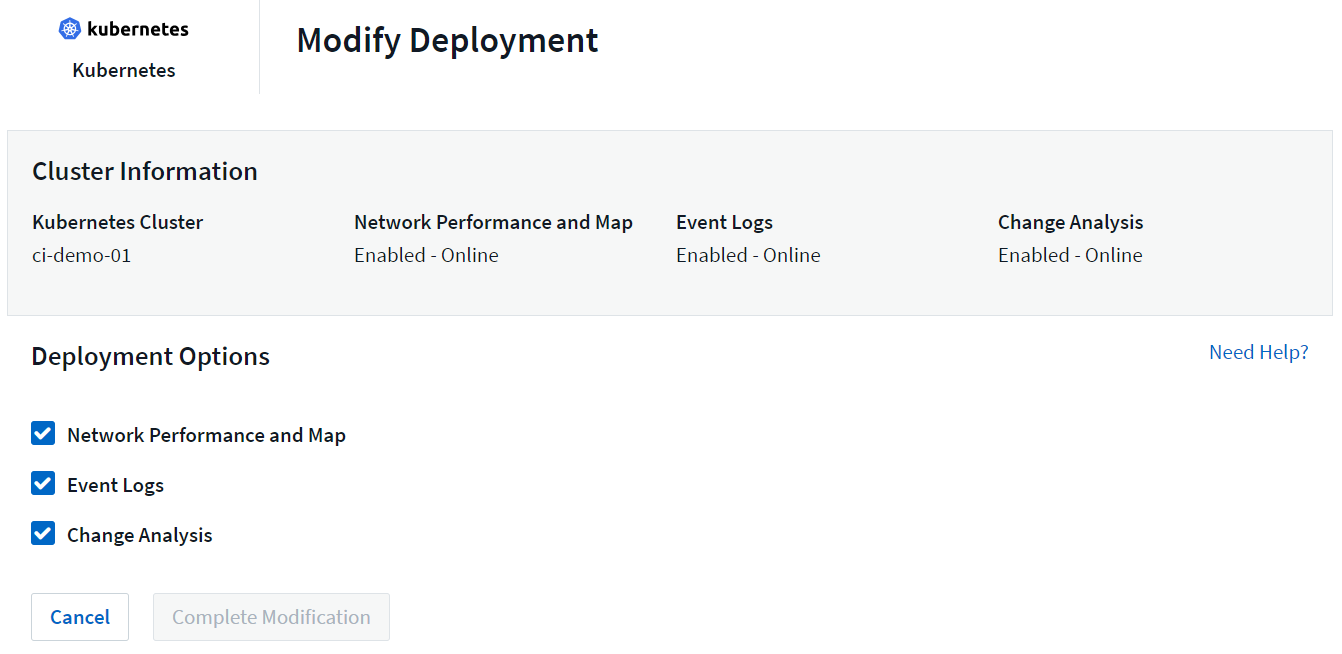 kubernetes
Kubernetes
Modify Deployment
Cluster Information
Kubernetes Cluster
ci-demo-01
Network Performance and Map
Enabled - Online
Event Logs
Enabled - Online
Change Analysis
Enabled - Online
Deployment Options
Need Help?
Network Performance and Map
Event Logs
Change Analysis
Cancel
Complete Modification